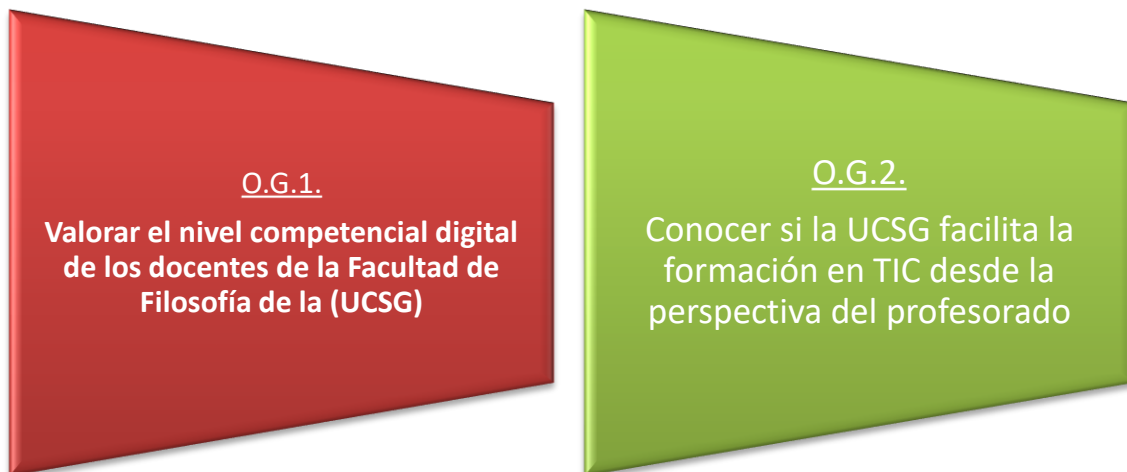 O.G.1.
Valorar el nivel competencial digital
de los docentes de la Facultad de
Filosofía de la (UCSG)
O.G.2.
Conocer si la UCSG facilita la
formación en TIC desde la
perspectiva del profesorado